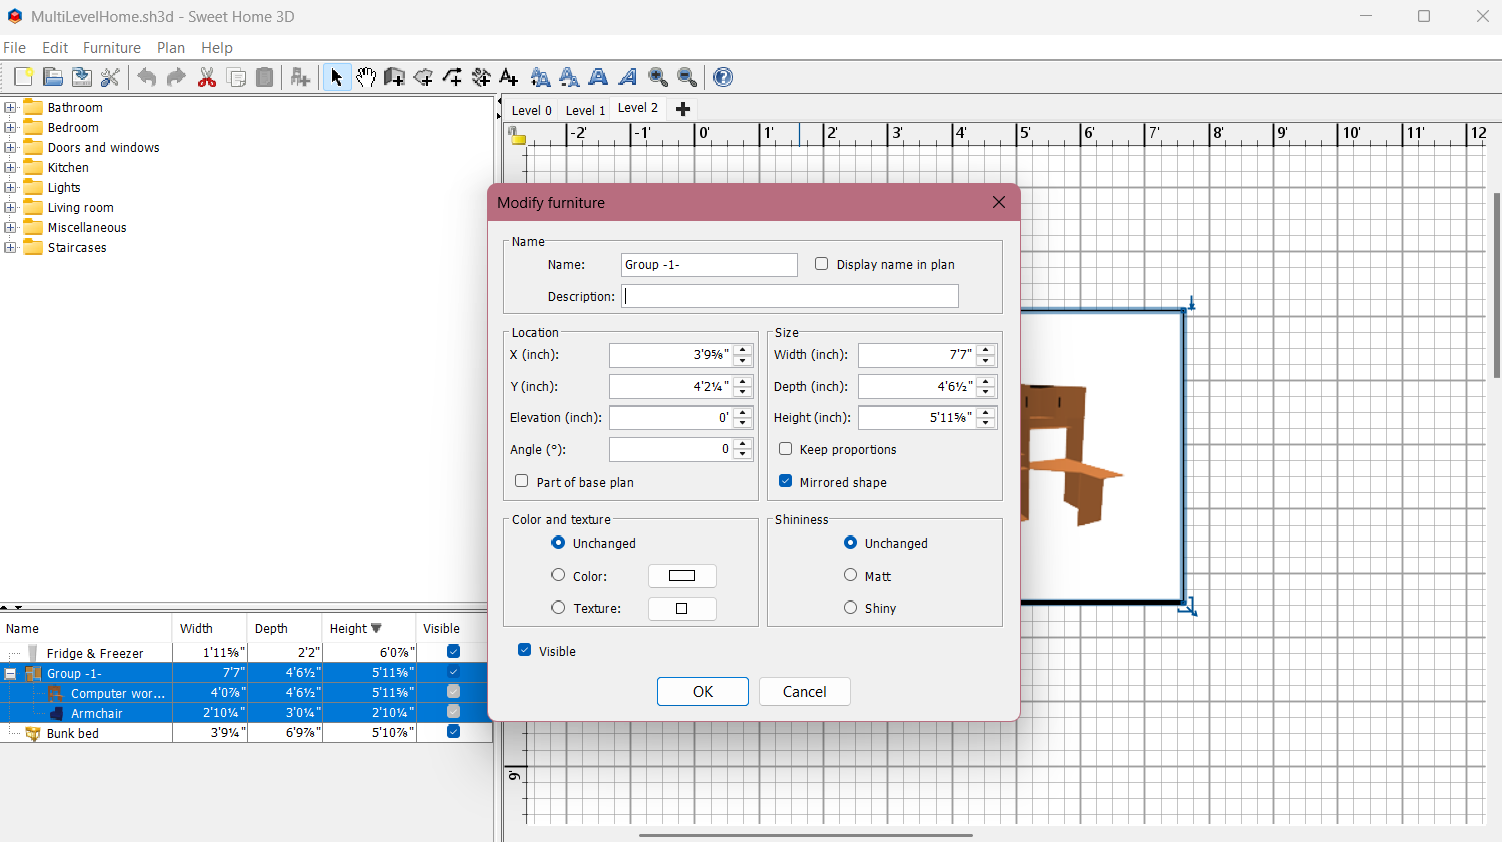 MultiLevelHome.sh3d - Sweet Home 3D
File Edit Furniture Plan Help
Bathroom
Bedroom
Doors and windows
Kitchen
Lights
Living room
Miscellaneous
Staircases
Level 0 Level 1 Level 2
-2' -1' 0' 1' 2' 3' 4' 5' 6' 7' 8' 9' 10' 11' 12
9'
Modify furniture
Name
Name: Group -1- Display name in plan
Description:
Location
X (inch): 3'9⅝"
Y (inch): 4'2¼"
Elevation (inch): 0'
Angle (°): 0
Part of base plan
Size
Width (inch): 7'7"
Depth (inch): 4'6½"
Height (inch): 5'11⅝"
Keep proportions
Mirrored shape
Color and texture
Unchanged
Color:
Texture:
Shininess
Unchanged
Matt
Shiny
Visible
OK Cancel
Name Width Depth Height Visible
Fridge & Freezer 1'11⅝" 2'2" 6'0⅞"
Group -1- 7'7" 4'6½" 5'11⅝"
Computer wor... 4'0⅞" 4'6½" 5'11⅝"
Armchair 2'10¼" 3'0¼" 2'10¼"
Bunk bed 3'9¼" 6'9⅞" 5'10⅞"